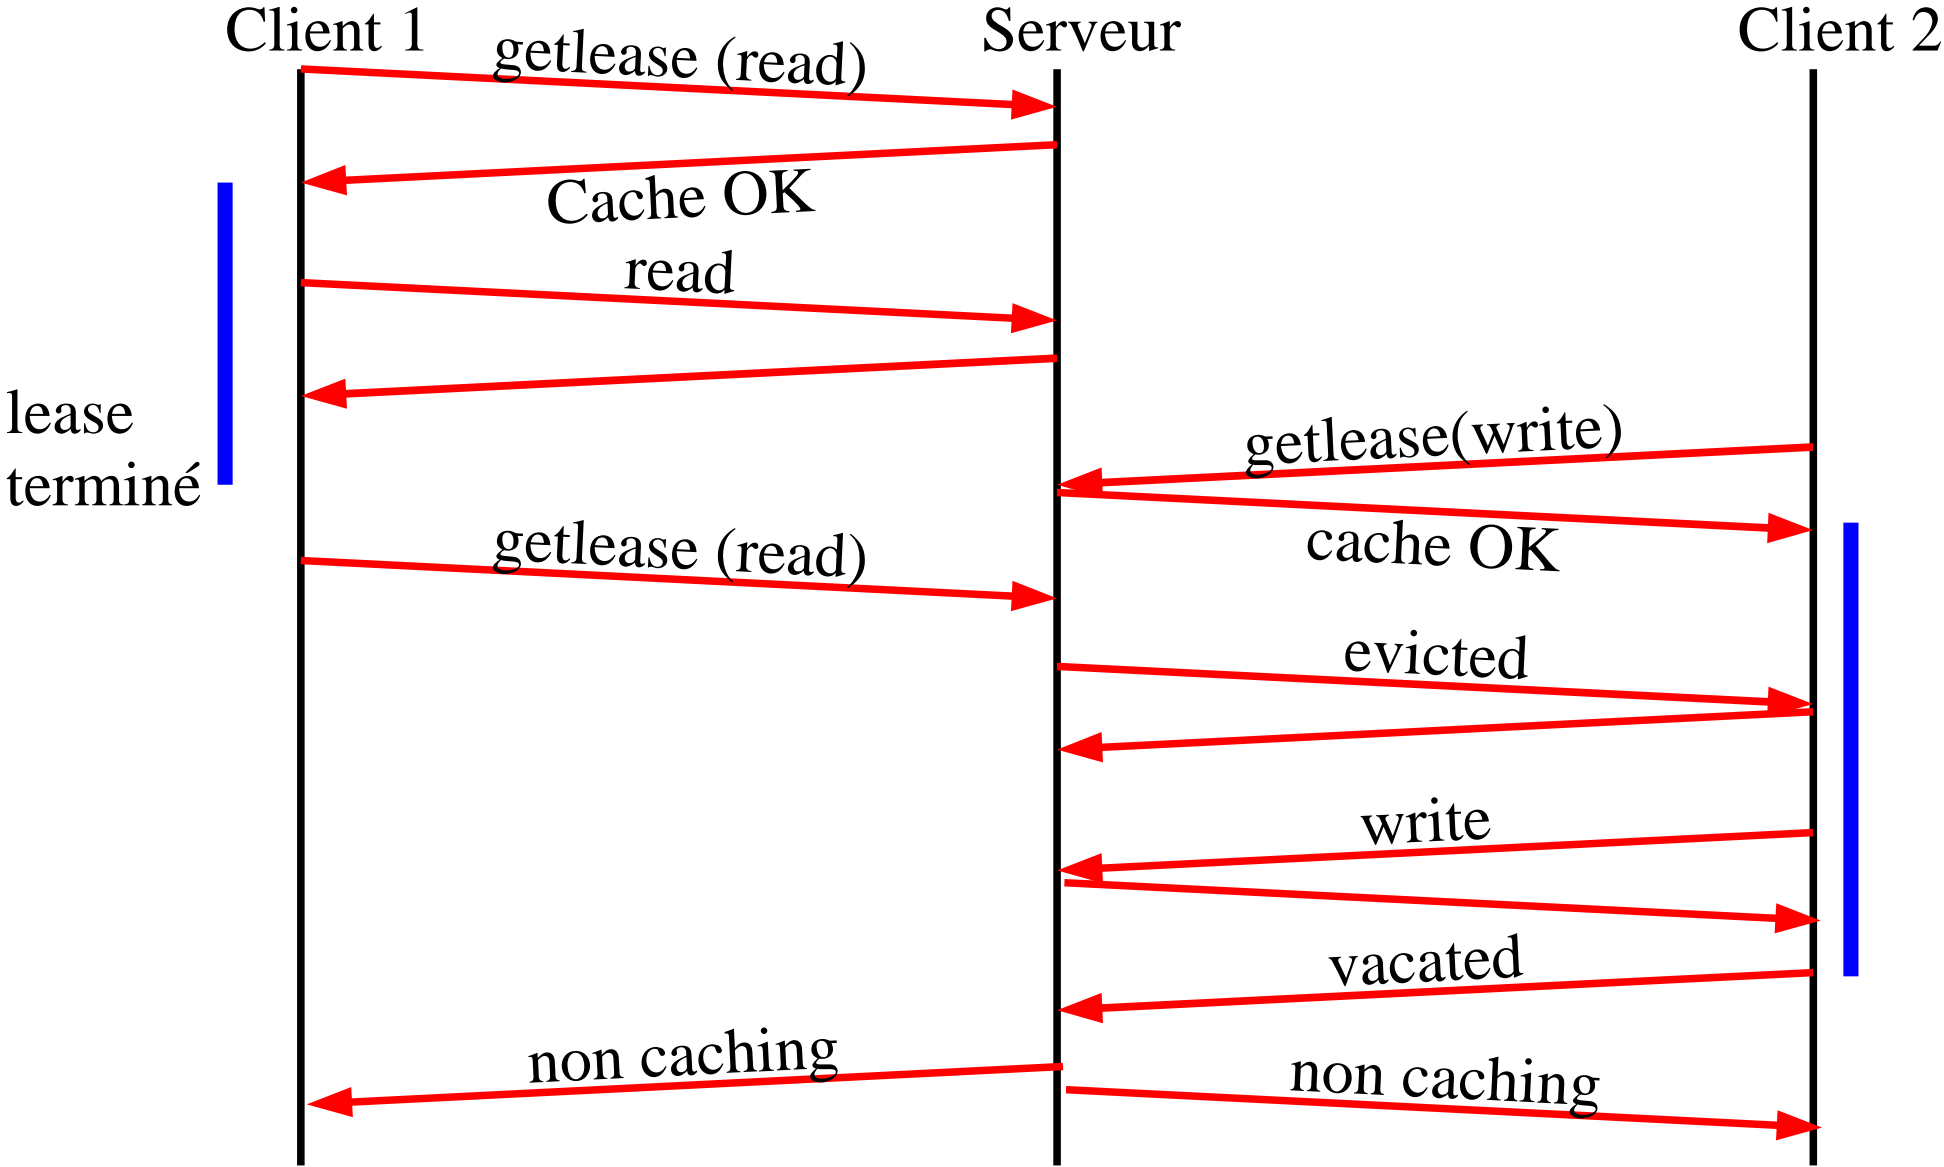 Client 1
Serveur
Client 2
getlease (read)
Cache OK
read
lease
terminé
getlease(write)
cache OK
getlease (read)
evicted
write
vacated
non caching
non caching